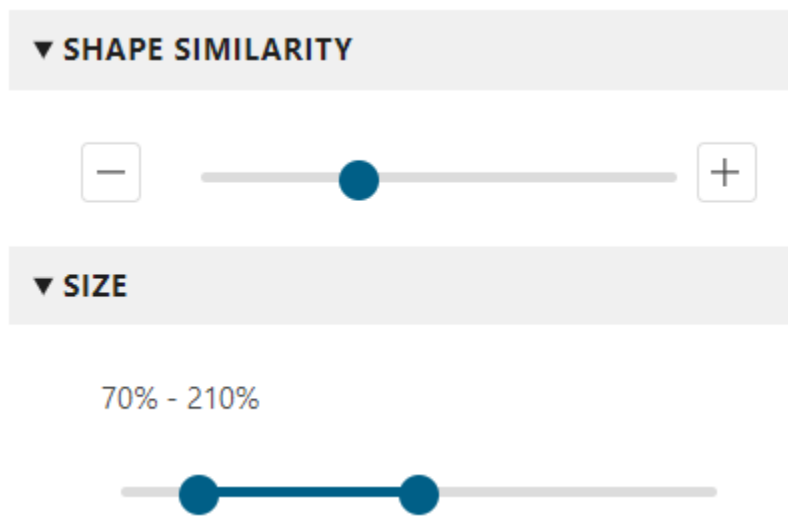 ▼ SHAPE SIMILARITY
− +
▼ SIZE
70% - 210%